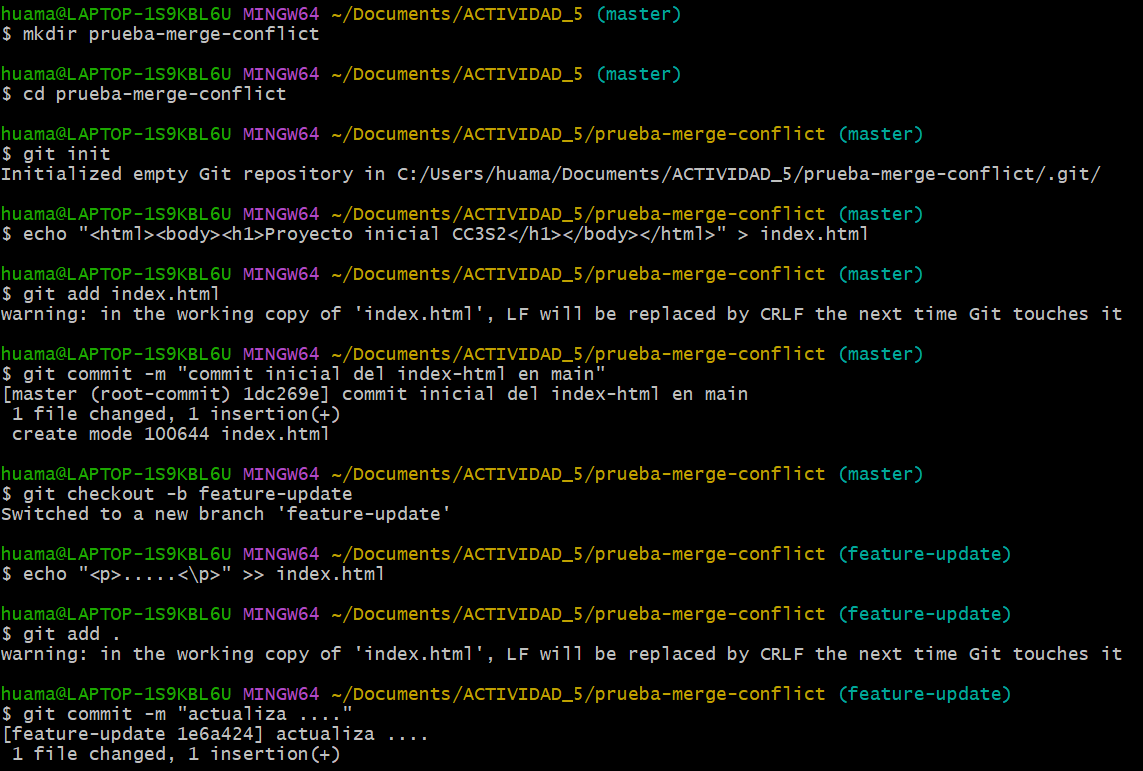 huama@LAPTOP-1S9KBL6U MINGW64 ~/Documents/ACTIVIDAD_5 (master)
$ mkdir prueba-merge-conflict
huama@LAPTOP-1S9KBL6U MINGW64 ~/Documents/ACTIVIDAD_5 (master)
$ cd prueba-merge-conflict
huama@LAPTOP-1S9KBL6U MINGW64 ~/Documents/ACTIVIDAD_5/prueba-merge-conflict (master)
$ git init
Initialized empty Git repository in C:/Users/huama/Documents/ACTIVIDAD_5/prueba-merge-conflict/.git/
huama@LAPTOP-1S9KBL6U MINGW64 ~/Documents/ACTIVIDAD_5/prueba-merge-conflict (master)
$ echo "<html><body><h1>Proyecto inicial CC3S2</h1></body></html>" > index.html
huama@LAPTOP-1S9KBL6U MINGW64 ~/Documents/ACTIVIDAD_5/prueba-merge-conflict (master)
$ git add index.html
warning: in the working copy of 'index.html', LF will be replaced by CRLF the next time Git touches it
huama@LAPTOP-1S9KBL6U MINGW64 ~/Documents/ACTIVIDAD_5/prueba-merge-conflict (master)
$ git commit -m "commit inicial del index-html en main"
[master (root-commit) 1dc269e] commit inicial del index-html en main
 1 file changed, 1 insertion(+)
 create mode 100644 index.html
huama@LAPTOP-1S9KBL6U MINGW64 ~/Documents/ACTIVIDAD_5/prueba-merge-conflict (master)
$ git checkout -b feature-update
Switched to a new branch 'feature-update'
huama@LAPTOP-1S9KBL6U MINGW64 ~/Documents/ACTIVIDAD_5/prueba-merge-conflict (feature-update)
$ echo "<p>.....<\p>" >> index.html
huama@LAPTOP-1S9KBL6U MINGW64 ~/Documents/ACTIVIDAD_5/prueba-merge-conflict (feature-update)
$ git add .
warning: in the working copy of 'index.html', LF will be replaced by CRLF the next time Git touches it
huama@LAPTOP-1S9KBL6U MINGW64 ~/Documents/ACTIVIDAD_5/prueba-merge-conflict (feature-update)
$ git commit -m "actualiza ...."
[feature-update 1e6a424] actualiza ....
 1 file changed, 1 insertion(+)